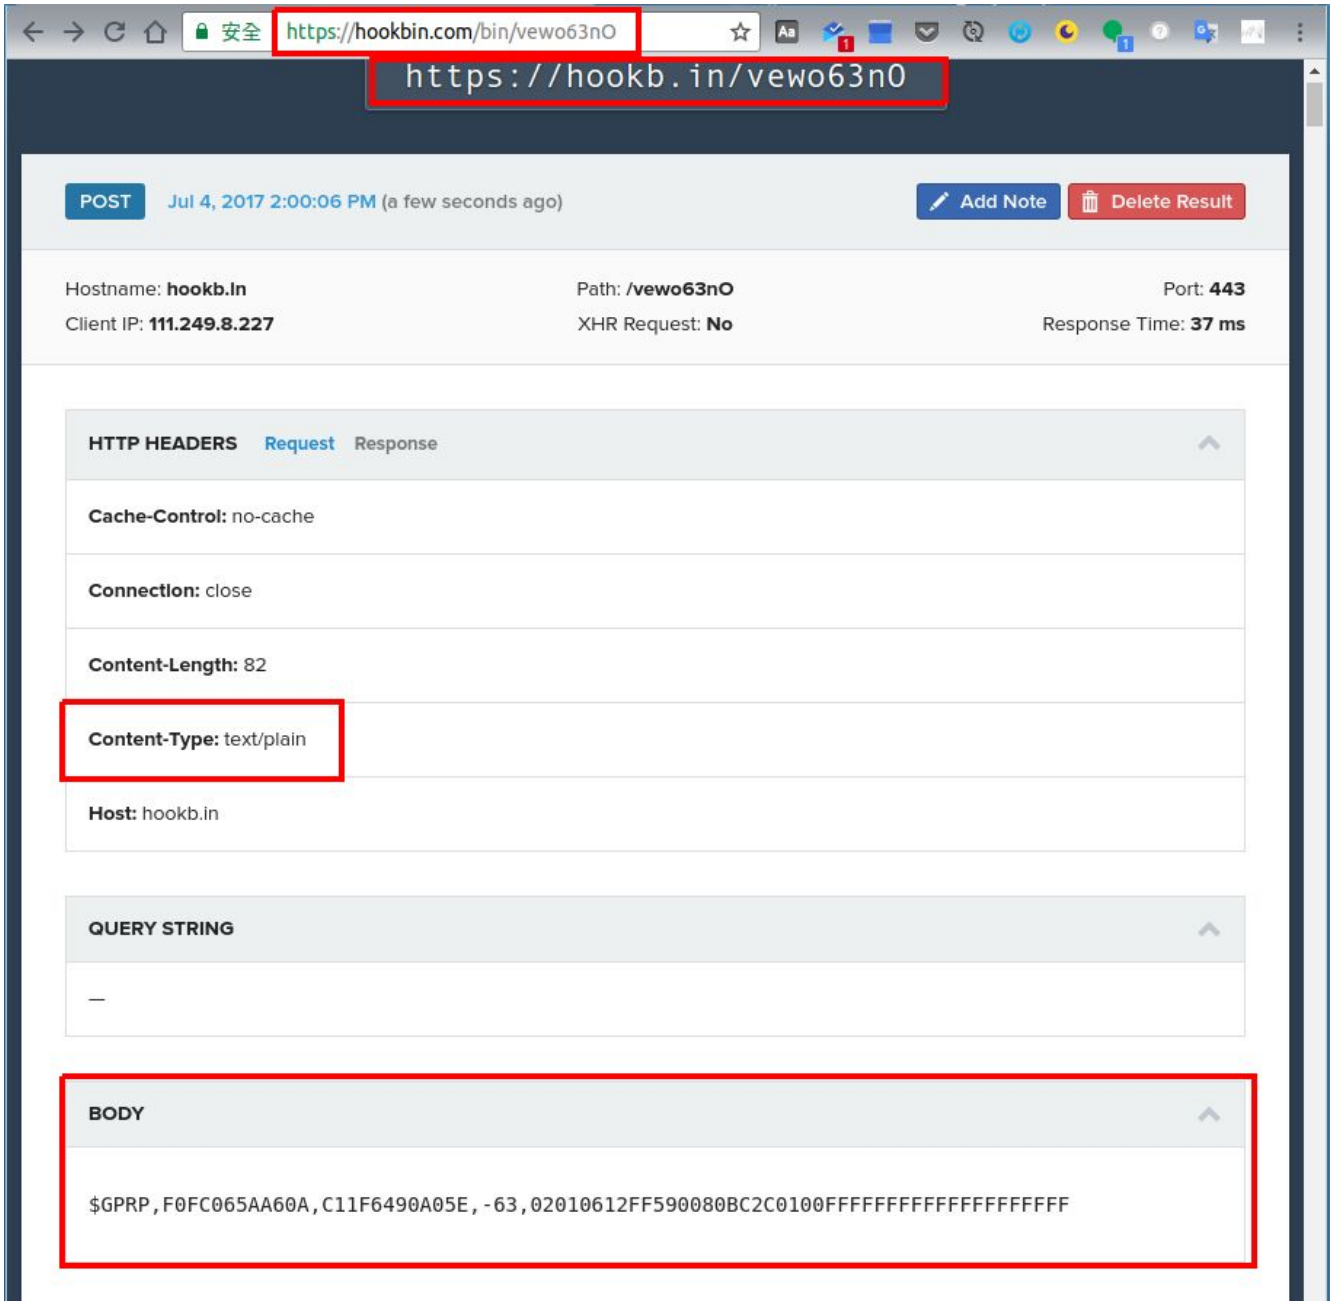 安全 https://hookbin.com/bin/vewo63nO
Aa 1 1
https://hookb.in/vewo63nO
POST Jul 4, 2017 2:00:06 PM (a few seconds ago) Add Note Delete Result
Hostname: hookb.in Path: /vewo63nO Port: 443
Client IP: 111.249.8.227 XHR Request: No Response Time: 37 ms
HTTP HEADERS Request Response
Cache-Control: no-cache
Connection: close
Content-Length: 82
Content-Type: text/plain
Host: hookb.in
QUERY STRING
—
BODY
$GPRP,F0FC065AA60A,C11F6490A05E,-63,02010612FF590080BC2C0100FFFFFFFFFFFFFFFFFFFF